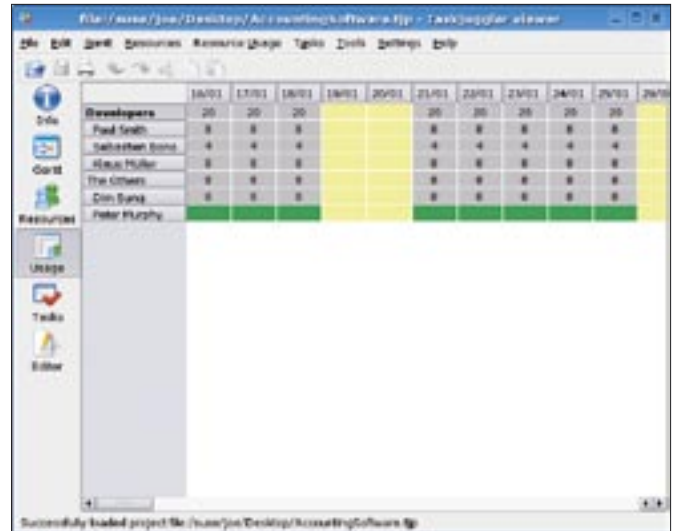 file:/suse/jon/Desktop/AccountingSoftware.tjp - TaskJuggler viewer
File Edit Gantt Resources Resource Usage Tasks Tools Settings Help
16/01 17/01 18/01 19/01 20/01 21/01 22/01 23/01 24/01 25/01
Info
Developers 20 20 20 20 20 20 20 20
Paul Smith 8 8 8 8 8 8 8 8
Sebastien Bono 4 4 4 4 4 4 4 4
Gantt
Klaus Müller 8 8 8 8 8 8 8 8
The Others 8 8 8 8 8 8 8 8
Dim Sung 8 8 8 8 8 8 8 8
Peter Murphy
Resources
Usage
Tasks
Editor
Successfully loaded project file /suse/jon/Desktop/AccountingSoftware.tjp